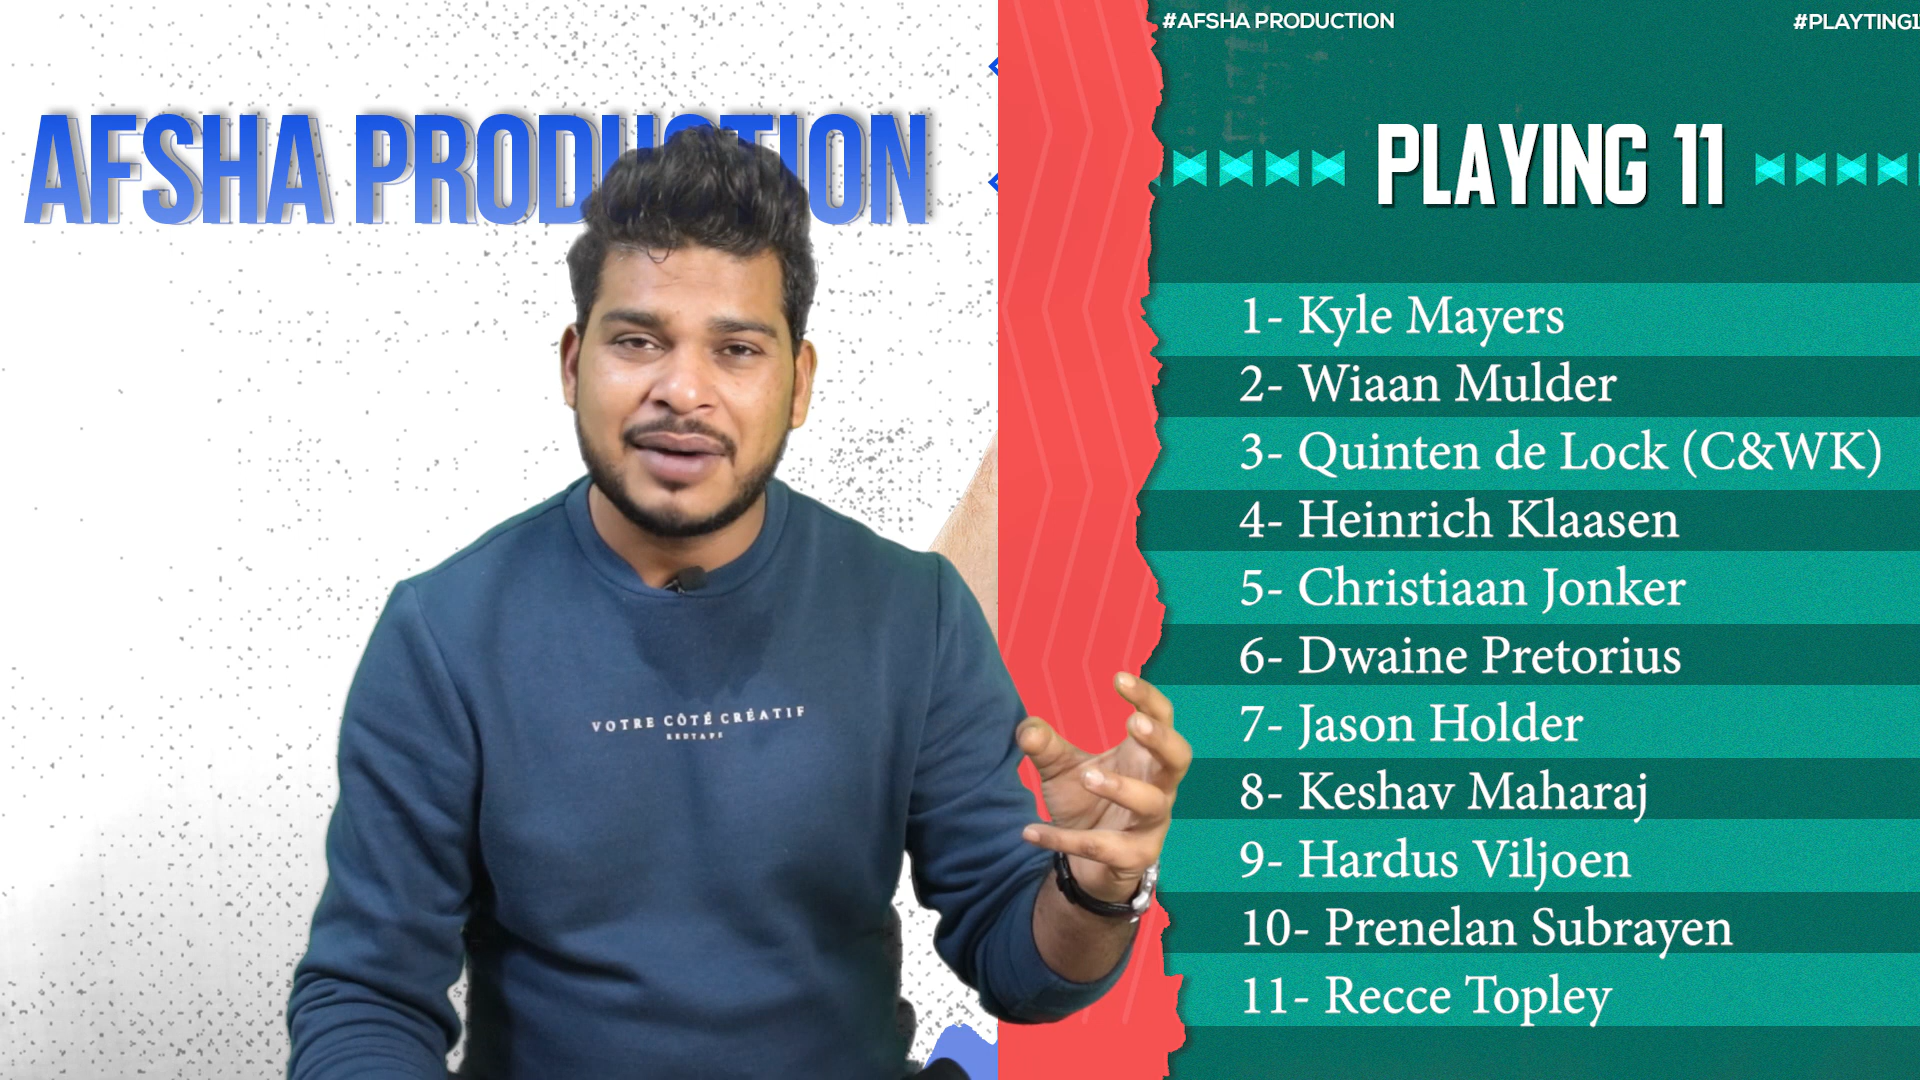 #AFSHA PRODUCTION
#PLAYTING1
AFSHA PRODUCTION
PLAYING 11
1- Kyle Mayers
2- Wiaan Mulder
3- Quinten de Lock (C&WK)
4- Heinrich Klaasen
5- Christiaan Jonker
6- Dwaine Pretorius
7- Jason Holder
8- Keshav Maharaj
9- Hardus Viljoen
10- Prenelan Subrayen
11- Recce Topley
VOTRE CÔTÉ CRÉATIF
REDTAPE